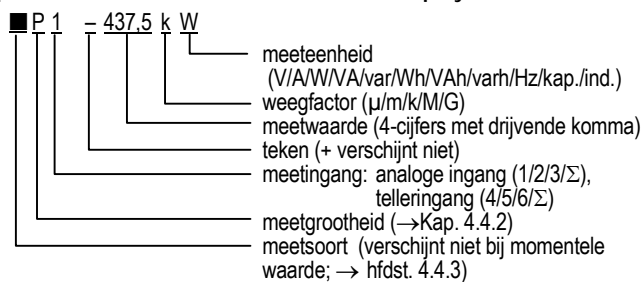 ■ P 1 – 437,5 k W
meeteenheid
(V/A/W/VA/var/Wh/VAh/varh/Hz/kap./ind.)
weegfactor (µ/m/k/M/G)
meetwaarde (4-cijfers met drijvende komma)
teken (+ verschijnt niet)
meetingang: analoge ingang (1/2/3/Σ),
telleringang (4/5/6/Σ)
meetgrootheid (→Kap. 4.4.2)
meetsoort (verschijnt niet bij momentele
waarde; → hfdst. 4.4.3)